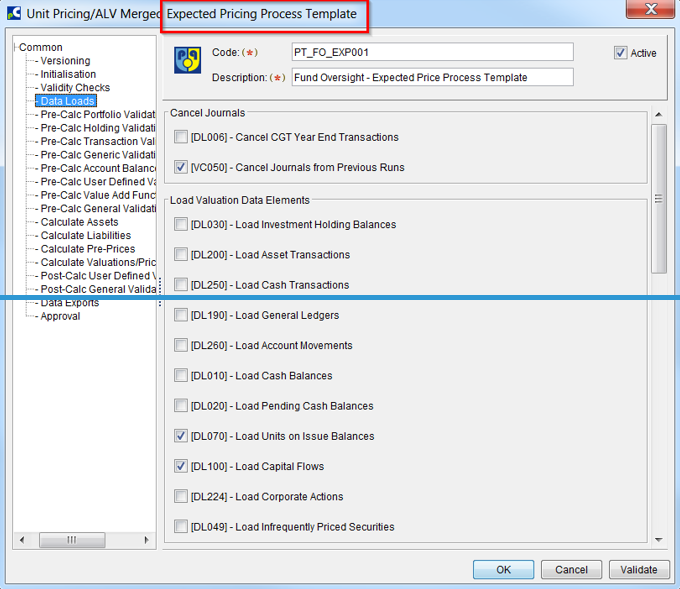 Unit Pricing/ALV Merged Expected Pricing Process Template
Common
Versioning
Initialisation
Validity Checks
Data Loads
Pre-Calc Portfolio Validat
Pre-Calc Holding Validati
Pre-Calc Transaction Val
Pre-Calc Generic Validati
Pre-Calc Account Balanc
Pre-Calc User Defined Va
Pre-Calc Value Add Func
Pre-Calc General Validati
Calculate Assets
Calculate Liabilities
Calculate Pre-Prices
Calculate Valuations/Pric
Post-Calc User Defined V
Post-Calc General Valida
Data Exports
Approval
Code: (*) PT_FO_EXP001
Active
Description: (*) Fund Oversight - Expected Price Process Template
Cancel Journals
[DL006] - Cancel CGT Year End Transactions
[VC050] - Cancel Journals from Previous Runs
Load Valuation Data Elements
[DL030] - Load Investment Holding Balances
[DL200] - Load Asset Transactions
[DL250] - Load Cash Transactions
[DL190] - Load General Ledgers
[DL260] - Load Account Movements
[DL010] - Load Cash Balances
[DL020] - Load Pending Cash Balances
[DL070] - Load Units on Issue Balances
[DL100] - Load Capital Flows
[DL224] - Load Corporate Actions
[DL049] - Load Infrequently Priced Securities
OK
Cancel
Validate